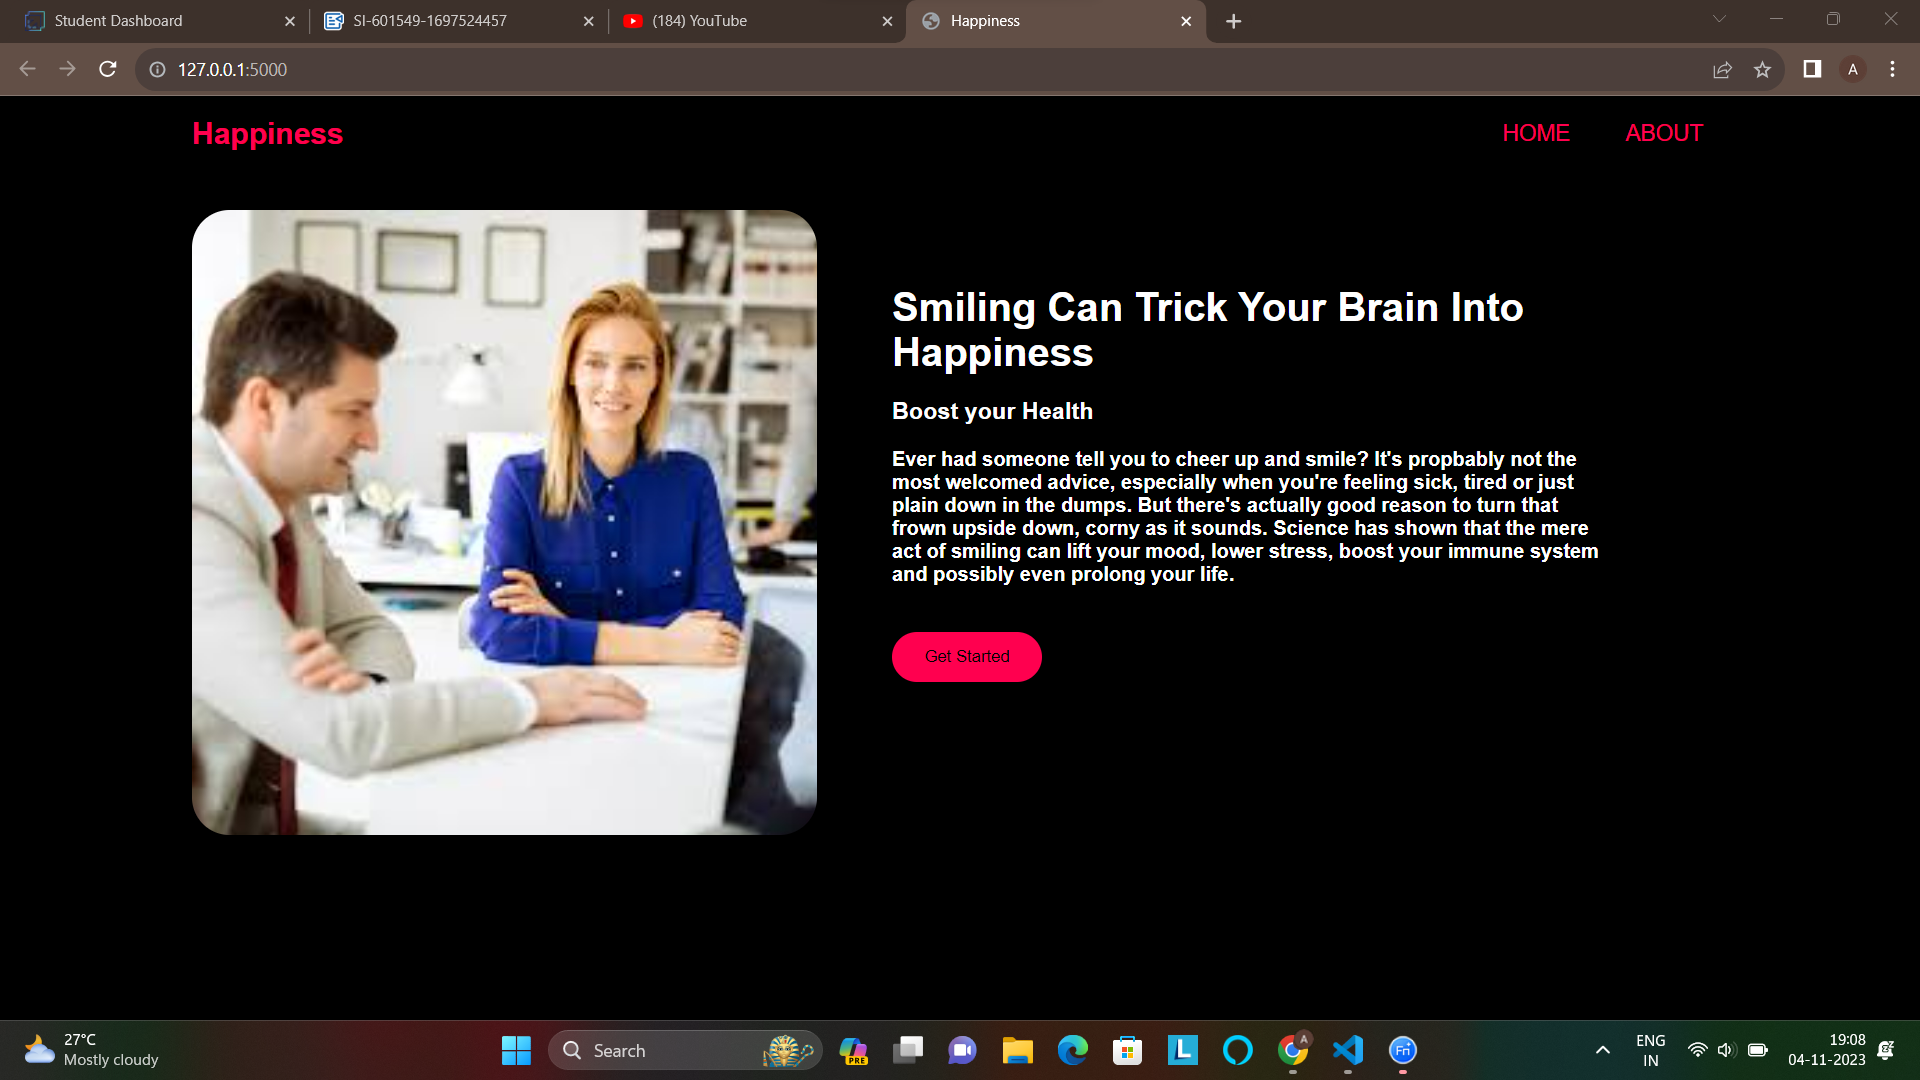 Student Dashboard
SI-601549-1697524457
(184) YouTube
Happiness
127.0.0.1:5000
A
Happiness
HOME
ABOUT
Smiling Can Trick Your Brain Into
Happiness
Boost your Health
Ever had someone tell you to cheer up and smile? It's propbably not the
most welcomed advice, especially when you're feeling sick, tired or just
plain down in the dumps. But there's actually good reason to turn that
frown upside down, corny as it sounds. Science has shown that the mere
act of smiling can lift your mood, lower stress, boost your immune system
and possibly even prolong your life.
Get Started
27°C
Mostly cloudy
Search
PRE
L
A
Fn
ENG
IN
19:08
04-11-2023